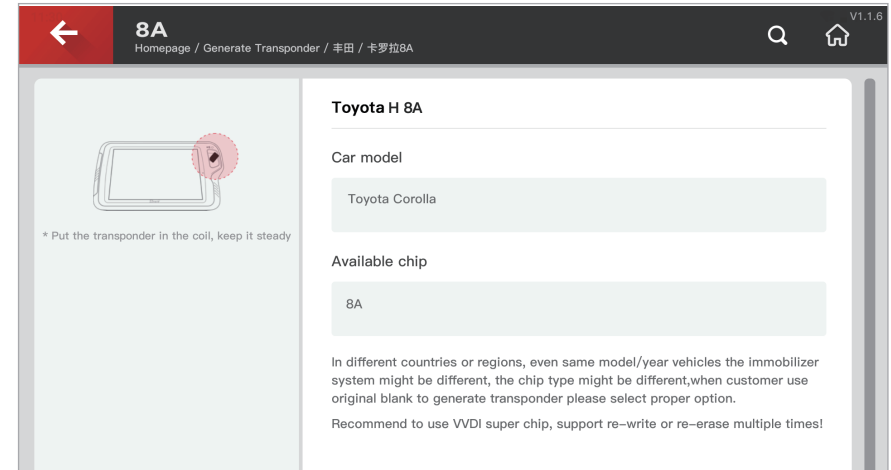 V1.1.6
8A
Homepage / Generate Transponder / 丰田 / 卡罗拉8A
* Put the transponder in the coil, keep it steady
Toyota H 8A
Car model
Toyota Corolla
Available chip
8A
In different countries or regions, even same model/year vehicles the immobilizer
system might be different, the chip type might be different,when customer use
original blank to generate transponder please select proper option.
Recommend to use VVDI super chip, support re-write or re-erase multiple times!